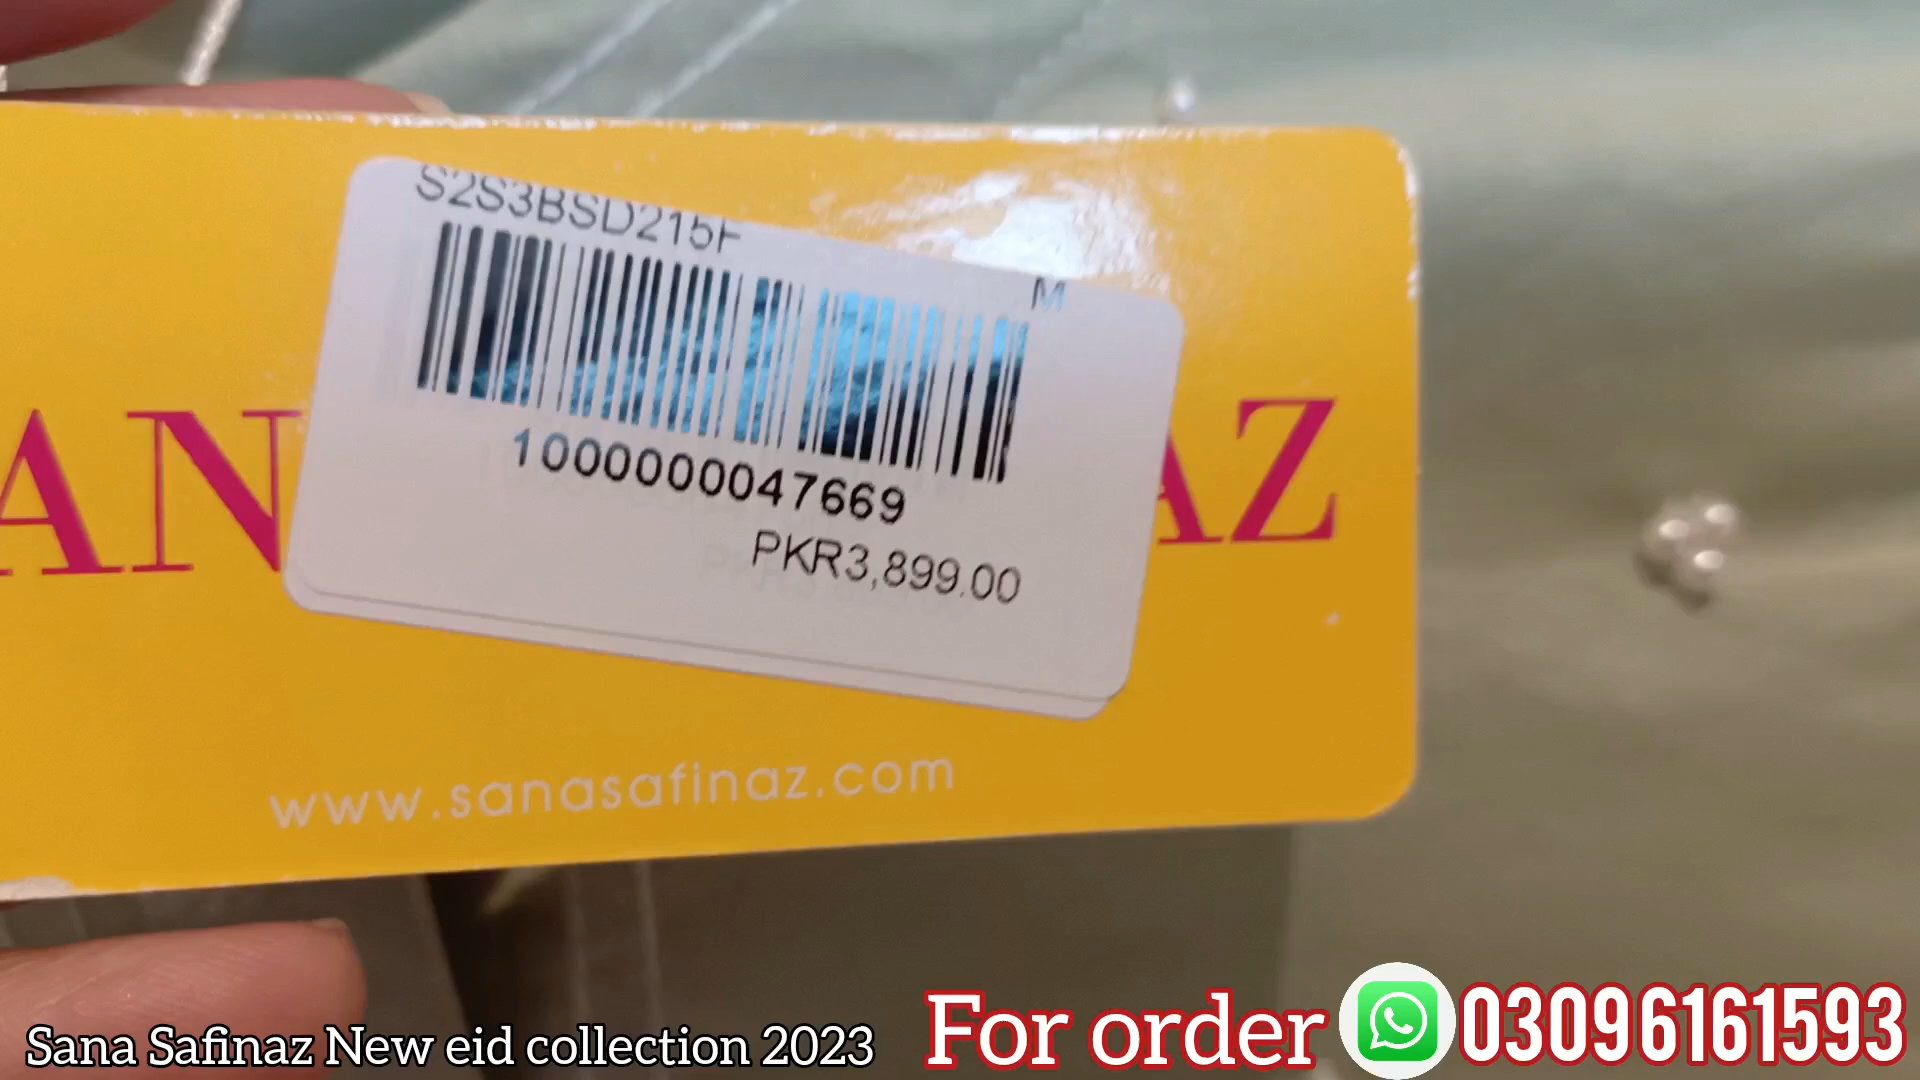 S2S3BSD215F
M
1000000047669
PKR3,899.00
AN AZ
www.sanasafinaz.com
Sana Safinaz New eid collection 2023
For order 03096161593